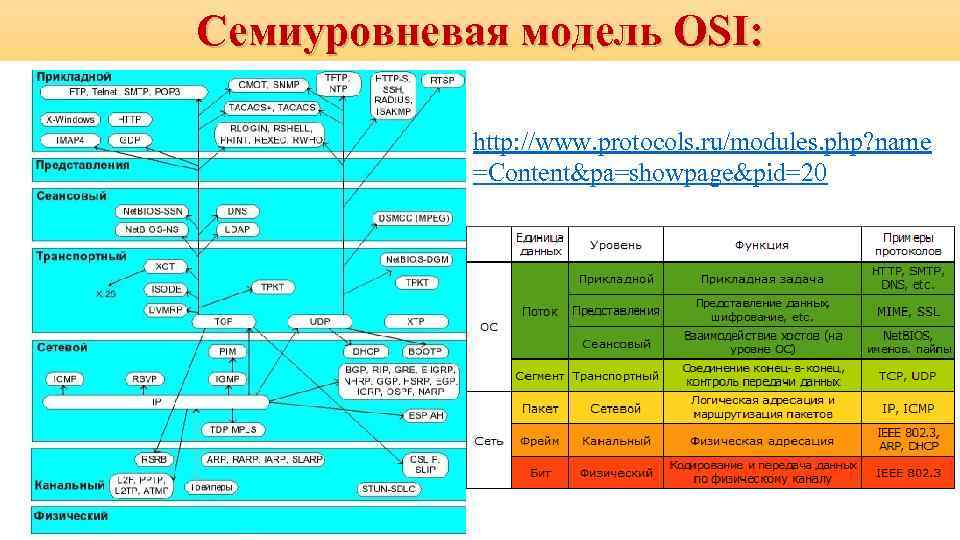 Семиуровневая модель OSI:
Прикладной
FTP, Telnet, SMTP, POP3
CMOT, SNMP
TFTP,
NTP
HTTP-S,
SSH,
RADIUS,
ISAKMP
RTSP
TACACS+, TACACS
X-Windows
HTTP
RLOGIN, RSHELL,
PRINT, REXEC, RWHO
IMAP4
GDP
Представления
Сеансовый
NetBIOS-SSN
DNS
NetBIOS-NS
LDAP
DSMCC (MPEG)
Транспортный
NetBIOS-DGM
XOT
X.25
ISODE
TPKT
TPKT
DVMRP
TCP
UDP
XTP
Сетевой
PIM
DHCP
BOOTP
ICMP
RSVP
IGMP
BGP, RIP, GRE, EIGRP,
NHRP, GGP, HSRP, EGP,
ICRP, OSPF, NARP
IP
ESP AH
TDP MPLS
RSRB
ARP, RARP, IARP, SLARP
CSLIP,
SLIP
Канальный
L2F, PPTP,
L2TP, ATMP
Трейлеры
STUN-SDLC
Физический
http: //www. protocols. ru/modules. php? name
=Content&pa=showpage&pid=20
Единица
данных
Уровень
Функция
Примеры
протоколов
ОС
Поток
Прикладной
Прикладная задача
HTTP, SMTP,
DNS, etc.
Представления
Представление данных,
шифрование, etc.
MIME, SSL
Сеансовый
Взаимодействие хостов (на
уровне ОС)
NetBIOS,
именов. пайпы
Сегмент
Транспортный
Соединение конец-в-конец,
контроль передачи данных
TCP, UDP
Сеть
Пакет
Сетевой
Логическая адресация и
маршрутизация пакетов
IP, ICMP
Фрейм
Канальный
Физическая адресация
IEEE 802.3,
ARP, DHCP
Бит
Физический
Кодирование и передача данных
по физическому каналу
IEEE 802.3